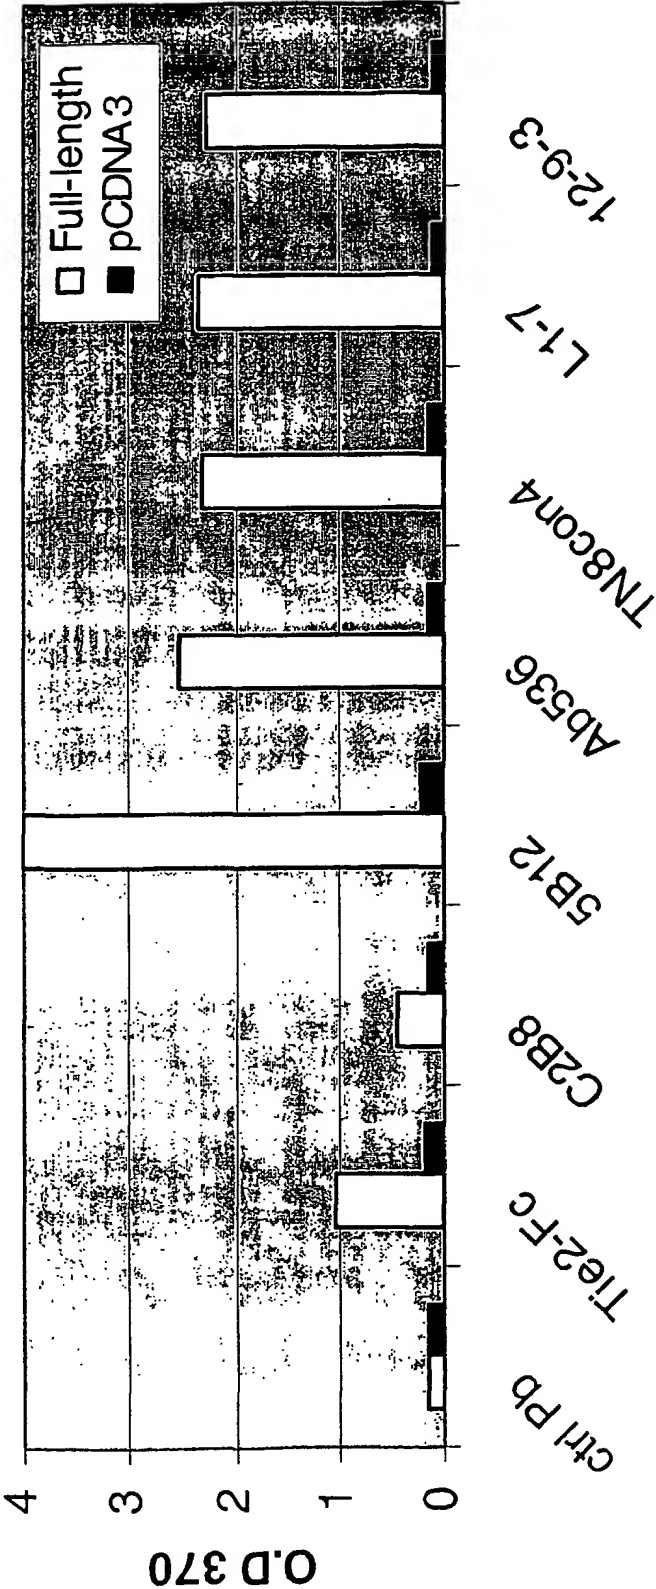 O.D 370
4
3
2
1
0
Full-length
pCDNA3
ctrl Pb
Tie2-Fc
C2B8
5B12
Ab536
TN8con4
L1-7
12-9-3